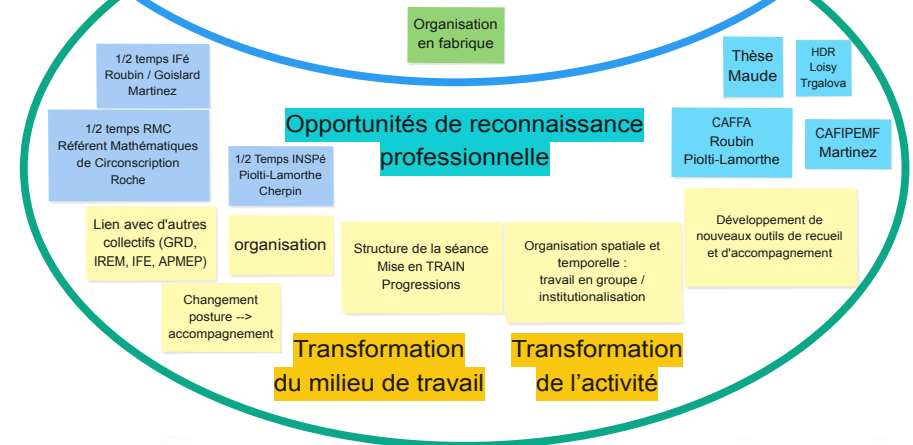 Organisation
en fabrique
1/2 temps IFé
Roubin / Goislard
Martinez
Thèse
Maude
HDR
Loisy
Trgalova
1/2 temps RMC
Référent Mathématiques
de Circonscription
Roche
Opportunités de reconnaissance
professionnelle
CAFFA
Roubin
Piolti-Lamorthe
CAFIPEMF
Martinez
1/2 Temps INSPé
Piolti-Lamorthe
Cherpin
Lien avec d'autres
collectifs (GRD,
IREM, IFE, APMEP)
organisation
Structure de la séance
Mise en TRAIN
Progressions
Organisation spatiale et
temporelle :
travail en groupe /
institutionalisation
Développement de
nouveaux outils de recueil
et d'accompagnement
Changement
posture -->
accompagnement
Transformation
du milieu de travail
Transformation
de l’activité